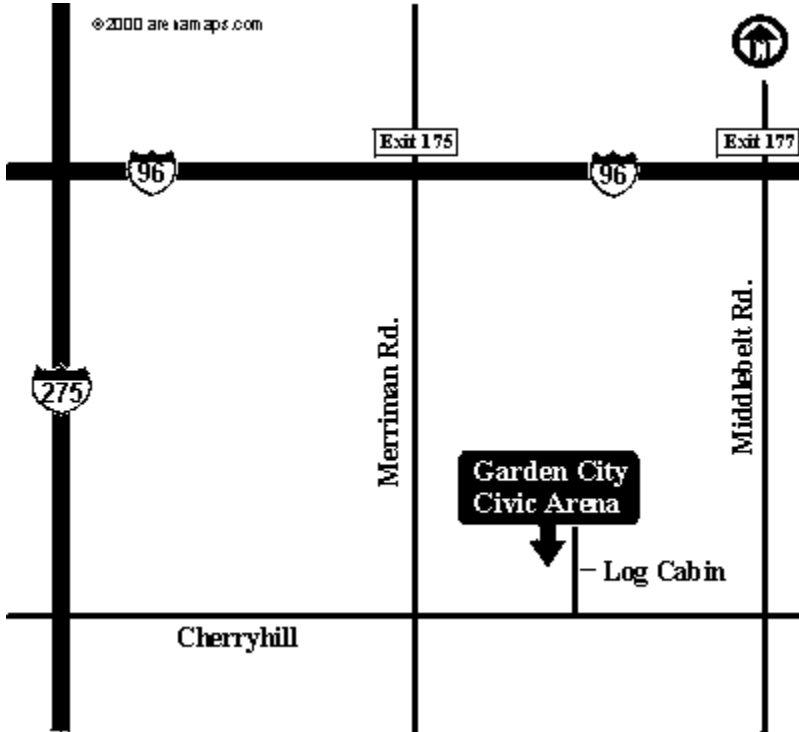 ©2000 arenamaps.com
Exit 175
Exit 177
96
96
Merriman Rd.
Middlebelt Rd.
275
Garden City
Civic Arena
Log Cabin
Cherryhill